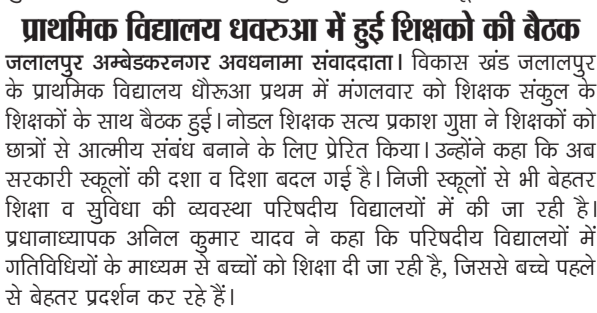 प्राथमिक विद्यालय धवरुआ में हुई शिक्षको की बैठक
जलालपुर अम्बेडकरनगर अवधनामा संवाददाता। विकास खंड जलालपुर
के प्राथमिक विद्यालय धौरूआ प्रथम में मंगलवार को शिक्षक संकुल के
शिक्षकों के साथ बैठक हुई। नोडल शिक्षक सत्य प्रकाश गुप्ता ने शिक्षकों को
छात्रों से आत्मीय संबंध बनाने के लिए प्रेरित किया। उन्होंने कहा कि अब
सरकारी स्कूलों की दशा व दिशा बदल गई है। निजी स्कूलों से भी बेहतर
शिक्षा व सुविधा की व्यवस्था परिषदीय विद्यालयों में की जा रही है।
प्रधानाध्यापक अनिल कुमार यादव ने कहा कि परिषदीय विद्यालयों में
गतिविधियों के माध्यम से बच्चों को शिक्षा दी जा रही है, जिससे बच्चे पहले
से बेहतर प्रदर्शन कर रहे हैं।